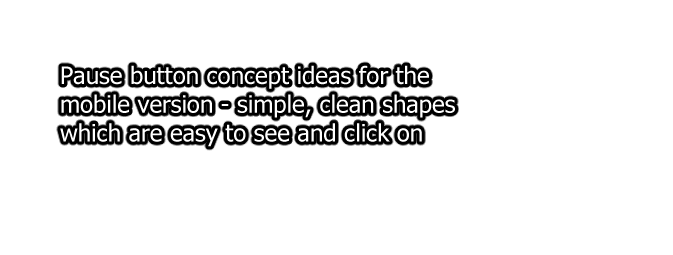 Pause button concept ideas for the
mobile version - simple, clean shapes
which are easy to see and click on